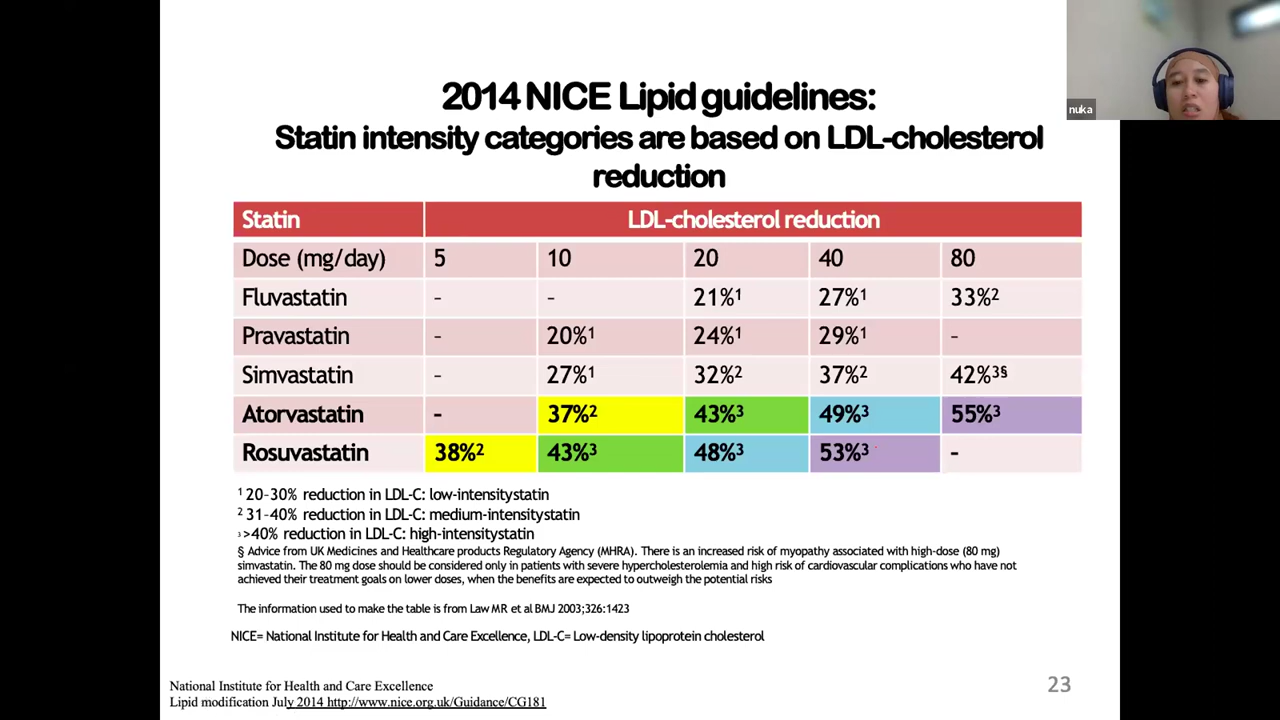 2014 NICE Lipid guidelines:
Statin intensity categories are based on LDL-cholesterol
reduction
nuka
Statin LDL-cholesterol reduction
Dose (mg/day) 5 10 20 40 80
Fluvastatin - - 21%¹ 27%¹ 33%²
Pravastatin - 20%¹ 24%¹ 29%¹ -
Simvastatin - 27%¹ 32%² 37%² 42%³§
Atorvastatin - 37%² 43%³ 49%³ 55%³
Rosuvastatin 38%² 43%³ 48%³ 53%³ -
¹ 20–30% reduction in LDL-C: low-intensitystatin
² 31–40% reduction in LDL-C: medium-intensitystatin
³ >40% reduction in LDL-C: high-intensitystatin
§ Advice from UK Medicines and Healthcare products Regulatory Agency (MHRA). There is an increased risk of myopathy associated with high-dose (80 mg)
simvastatin. The 80 mg dose should be considered only in patients with severe hypercholesterolemia and high risk of cardiovascular complications who have not
achieved their treatment goals on lower doses, when the benefits are expected to outweigh the potential risks
The information used to make the table is from Law MR et al BMJ 2003;326:1423
NICE= National Institute for Health and Care Excellence, LDL-C= Low-density lipoprotein cholesterol
National Institute for Health and Care Excellence
Lipid modification July 2014 http://www.nice.org.uk/Guidance/CG181
23